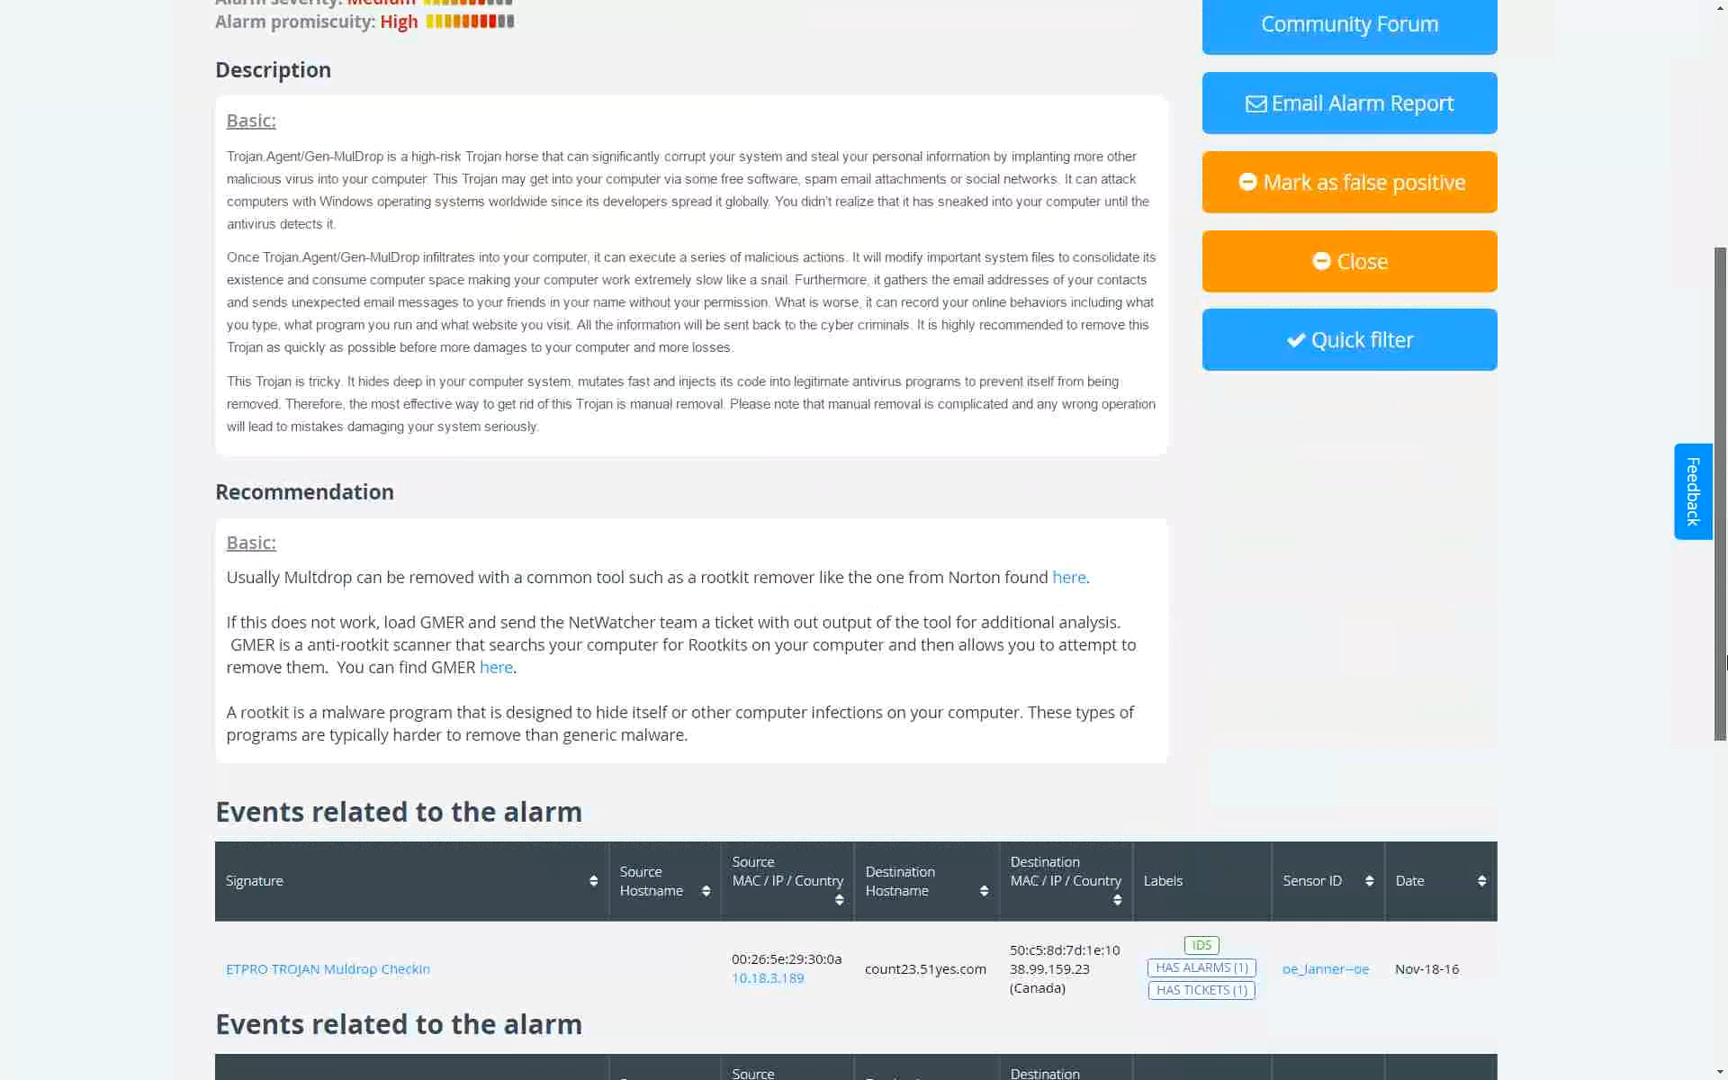 Alarm severity: Medium
Alarm promiscuity: High
Description
Basic:
Trojan.Agent/Gen-MulDrop is a high-risk Trojan horse that can significantly corrupt your system and steal your personal information by implanting more other
malicious virus into your computer. This Trojan may get into your computer via some free software, spam email attachments or social networks. It can attack
computers with Windows operating systems worldwide since its developers spread it globally. You didn't realize that it has sneaked into your computer until the
antivirus detects it.
Once Trojan.Agent/Gen-MulDrop infiltrates into your computer, it can execute a series of malicious actions. It will modify important system files to consolidate its
existence and consume computer space making your computer work extremely slow like a snail. Furthermore, it gathers the email addresses of your contacts
and sends unexpected email messages to your friends in your name without your permission. What is worse, it can record your online behaviors including what
you type, what program you run and what website you visit. All the information will be sent back to the cyber criminals. It is highly recommended to remove this
Trojan as quickly as possible before more damages to your computer and more losses.
This Trojan is tricky. It hides deep in your computer system, mutates fast and injects its code into legitimate antivirus programs to prevent itself from being
removed. Therefore, the most effective way to get rid of this Trojan is manual removal. Please note that manual removal is complicated and any wrong operation
will lead to mistakes damaging your system seriously.
Recommendation
Basic:
Usually Multdrop can be removed with a common tool such as a rootkit remover like the one from Norton found here.
If this does not work, load GMER and send the NetWatcher team a ticket with out output of the tool for additional analysis.
GMER is a anti-rootkit scanner that searchs your computer for Rootkits on your computer and then allows you to attempt to
remove them. You can find GMER here.
A rootkit is a malware program that is designed to hide itself or other computer infections on your computer. These types of
programs are typically harder to remove than generic malware.
Community Forum
Email Alarm Report
Mark as false positive
Close
Quick filter
Feedback
Events related to the alarm
Signature
Source
Hostname
Source
MAC / IP / Country
Destination
Hostname
Destination
MAC / IP / Country
Labels
Sensor ID
Date
ETPRO TROJAN Muldrop Checkin
00:26:5e:29:30:0a
10.18.3.189
count23.51yes.com
50:c5:8d:7d:1e:10
38.99.159.23
(Canada)
IDS
HAS ALARMS (1)
HAS TICKETS (1)
oe_lanner--oe
Nov-18-16
Events related to the alarm
Source
Destination